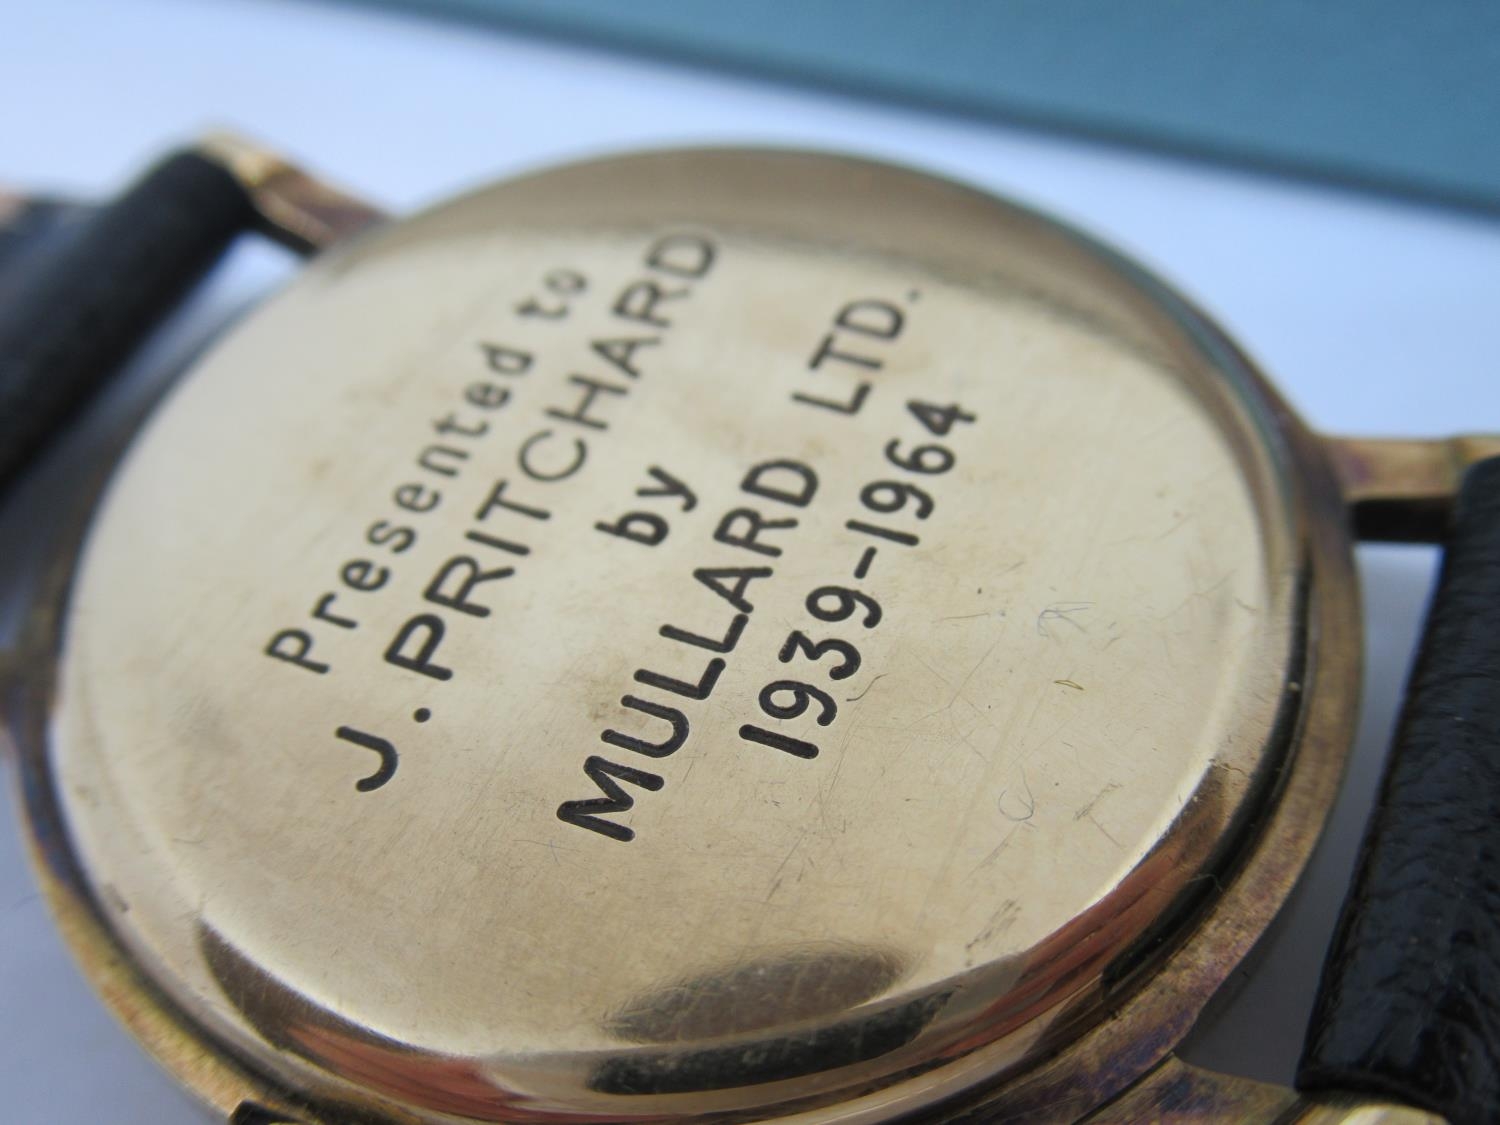 Presented to
J. PRITCHARD
by
MULLARD LTD.
1939-1964